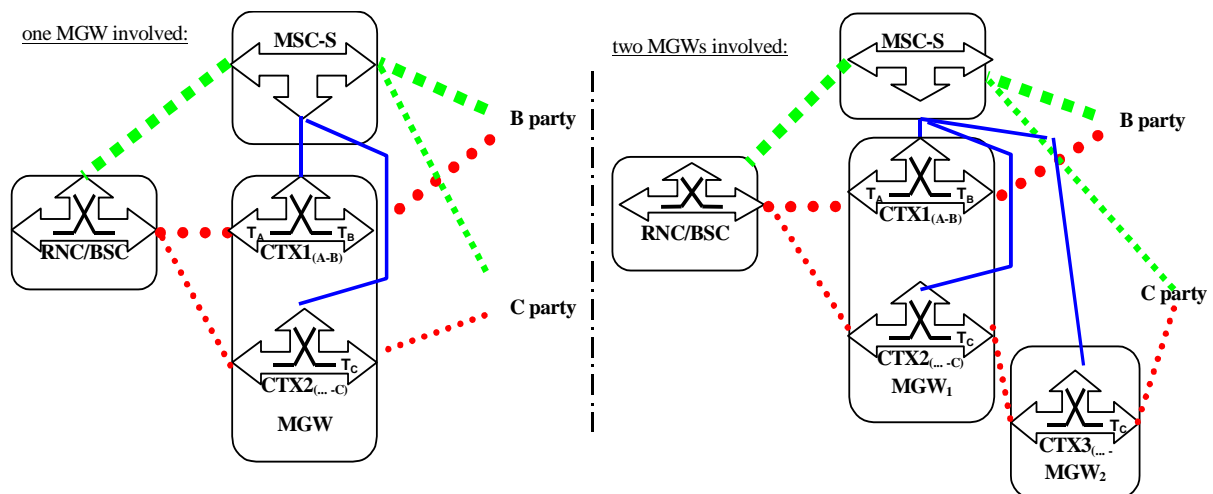 one MGW involved:
MSC-S
B party
RNC/BSC
TA TB
CTX1(A-B)
C party
TC
CTX2(... -C)
MGW
two MGWs involved:
MSC-S
B party
RNC/BSC
TA TB
CTX1(A-B)
C party
TC
CTX2(... -C)
MGW1
TC
CTX3(... -
MGW2